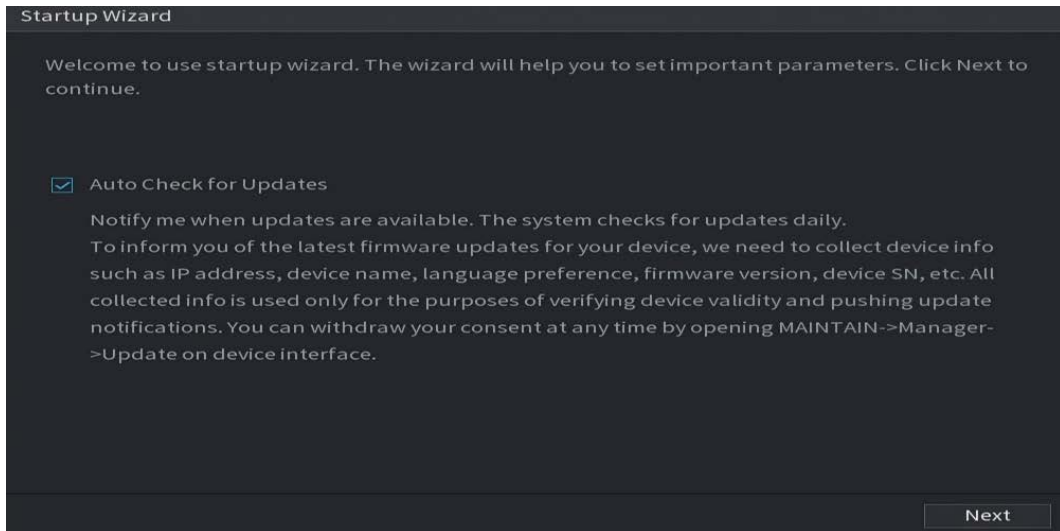 Startup Wizard
Welcome to use startup wizard. The wizard will help you to set important parameters. Click Next to
continue.
Auto Check for Updates
Notify me when updates are available. The system checks for updates daily.
To inform you of the latest firmware updates for your device, we need to collect device info
such as IP address, device name, language preference, firmware version, device SN, etc. All
collected info is used only for the purposes of verifying device validity and pushing update
notifications. You can withdraw your consent at any time by opening MAINTAIN->Manager-
>Update on device interface.
Next